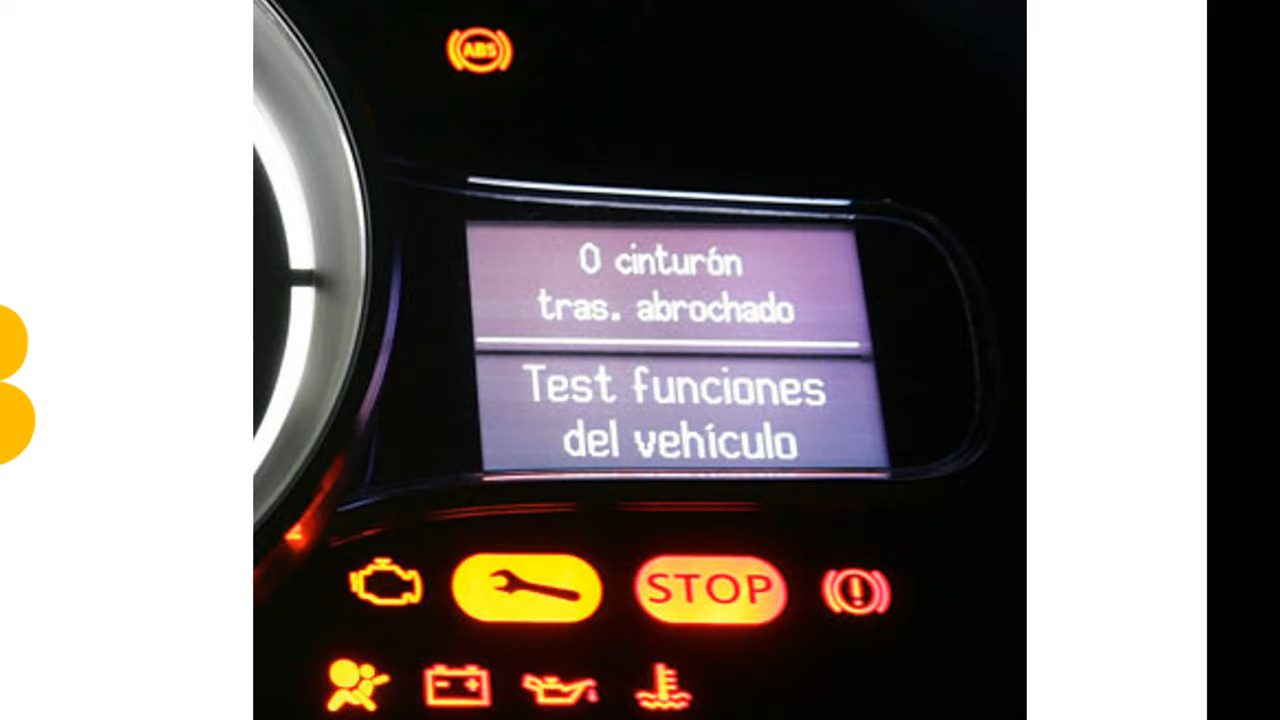 ABS
0 cinturón
tras. abrochado
Test funciones
del vehículo
STOP